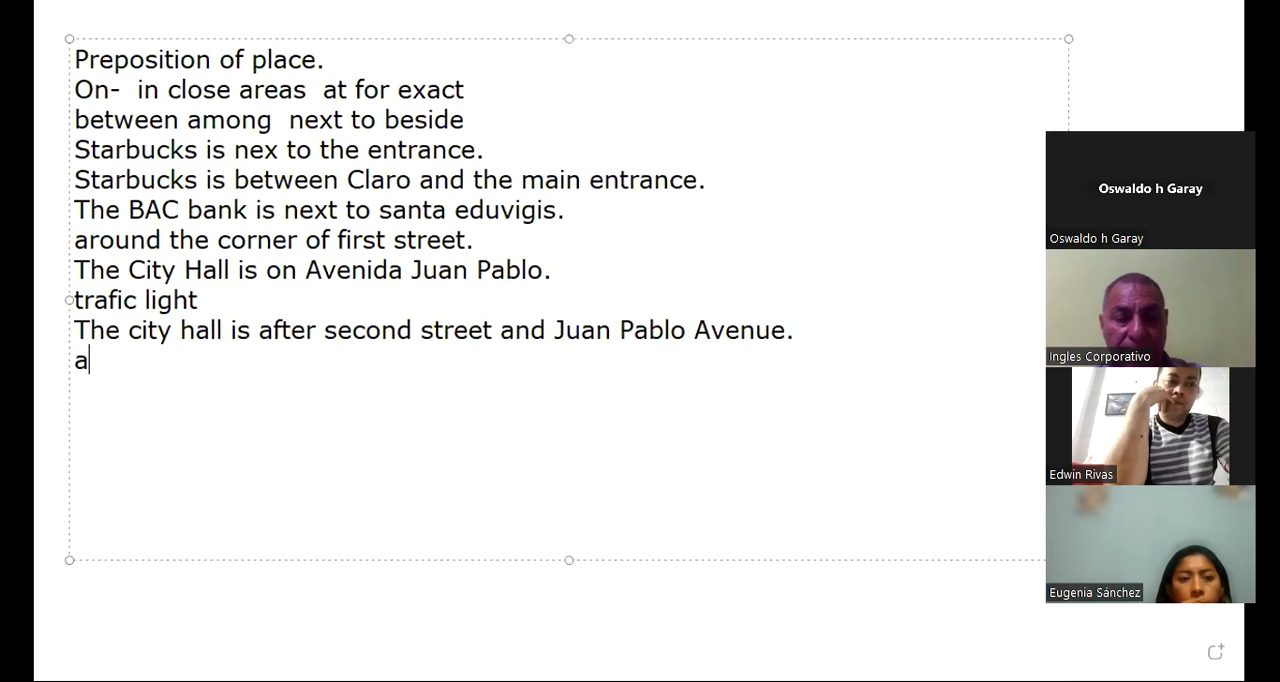 Preposition of place.
On-  in close areas  at for exact
between among  next to beside
Starbucks is nex to the entrance.
Starbucks is between Claro and the main entrance.
The BAC bank is next to santa eduvigis.
around the corner of first street.
The City Hall is on Avenida Juan Pablo.
trafic light
The city hall is after second street and Juan Pablo Avenue.
a
Oswaldo h Garay
Oswaldo h Garay
Ingles Corporativo
Edwin Rivas
Eugenia Sánchez